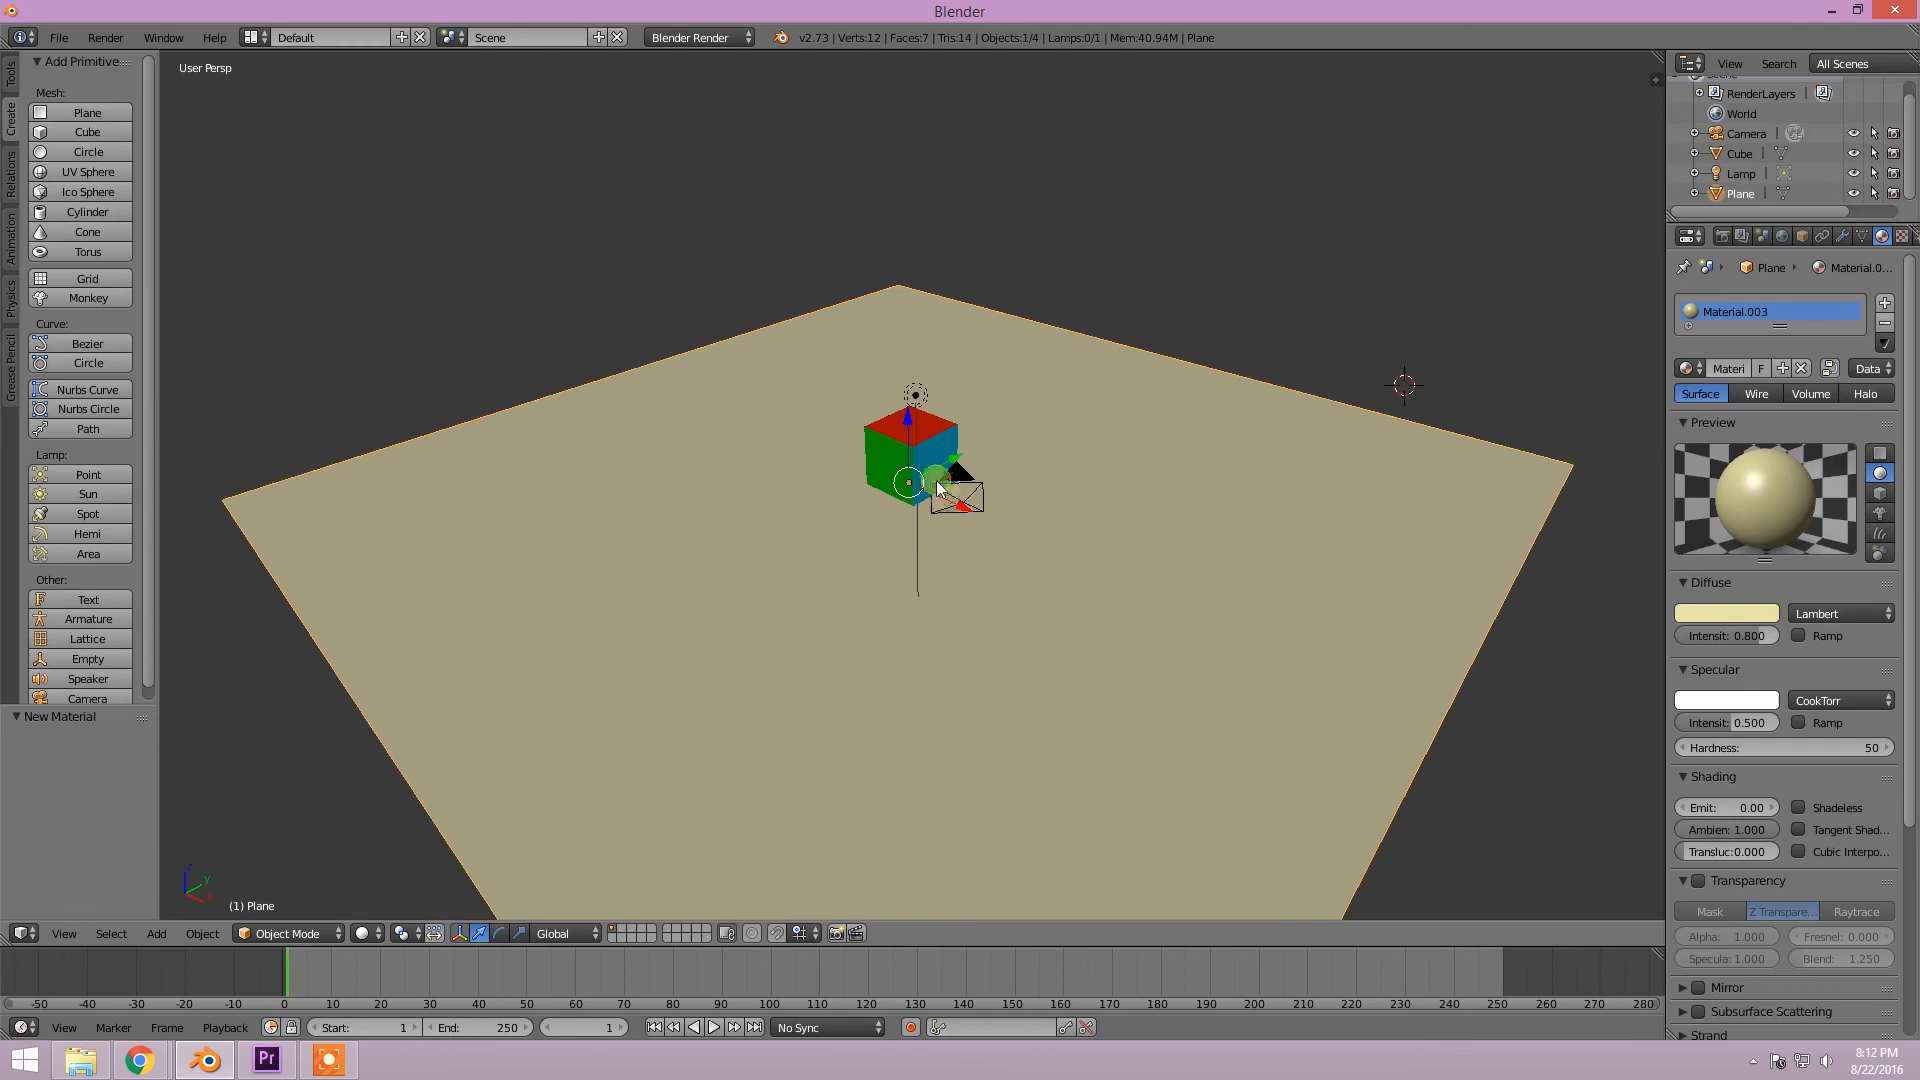 Blender
File Render Window Help Default Scene Blender Render v2.73 | Verts:12 | Faces:7 | Tris:14 | Objects:1/4 | Lamps:0/1 | Mem:40.94M | Plane
Tools
Create
Relations
Animation
Physics
Grease Pencil
Add Primitive
Mesh:
Plane
Cube
Circle
UV Sphere
Ico Sphere
Cylinder
Cone
Torus
Grid
Monkey
Curve:
Bezier
Circle
Nurbs Curve
Nurbs Circle
Path
Lamp:
Point
Sun
Spot
Hemi
Area
Other:
Text
Armature
Lattice
Empty
Speaker
Camera
New Material
User Persp
z
y
x
(1) Plane
View Search All Scenes
RenderLayers |
World
Camera |
Cube |
Lamp |
Plane |
Plane Material.0...
Material.003
Materi F Data
Surface Wire Volume Halo
Preview
Diffuse
Lambert
Intensit: 0.800 Ramp
Specular
CookTorr
Intensit: 0.500 Ramp
Hardness: 50
Shading
Emit: 0.00 Shadeless
Ambien: 1.000 Tangent Shad...
Transluc:0.000 Cubic Interpo...
Transparency
Mask Z Transpare... Raytrace
Alpha: 1.000 Fresnel: 0.000
Specula: 1.000 Blend: 1.250
Mirror
Subsurface Scattering
Strand
View Select Add Object Object Mode Global
-50 -40 -30 -20 -10 0 10 20 30 40 50 60 70 80 90 100 110 120 130 140 150 160 170 180 190 200 210 220 230 240 250 260 270 280
View Marker Frame Playback Start: 1 End: 250 1 No Sync
Pr
8:12 PM
8/22/2016